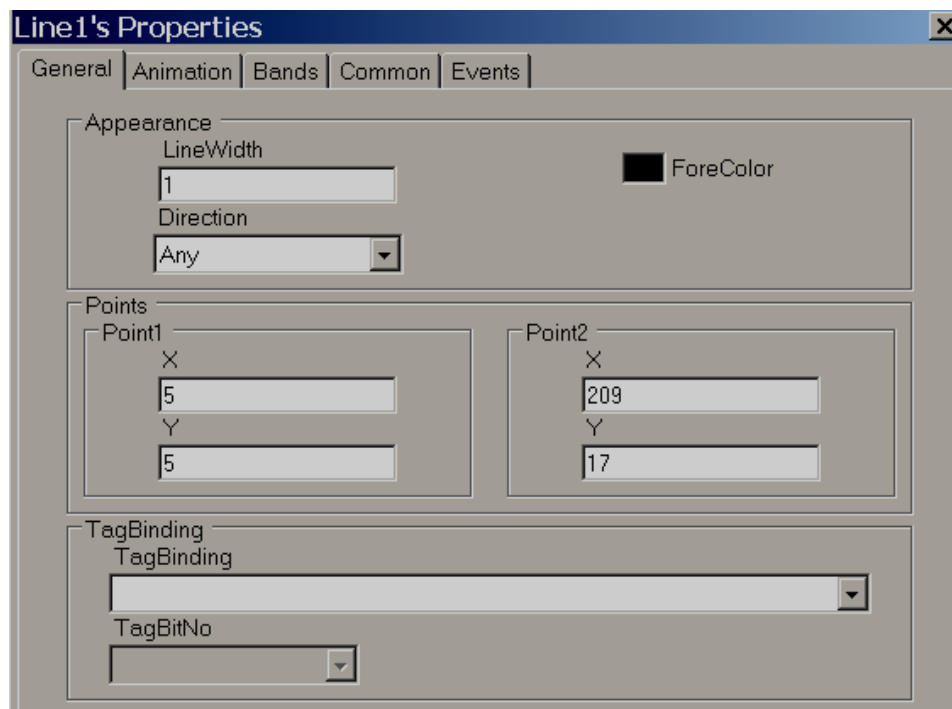 Line1's Properties
General Animation Bands Common Events
Appearance
LineWidth
1
ForeColor
Direction
Any
Points
Point1
X
5
Y
5
Point2
X
209
Y
17
TagBinding
TagBinding
TagBitNo